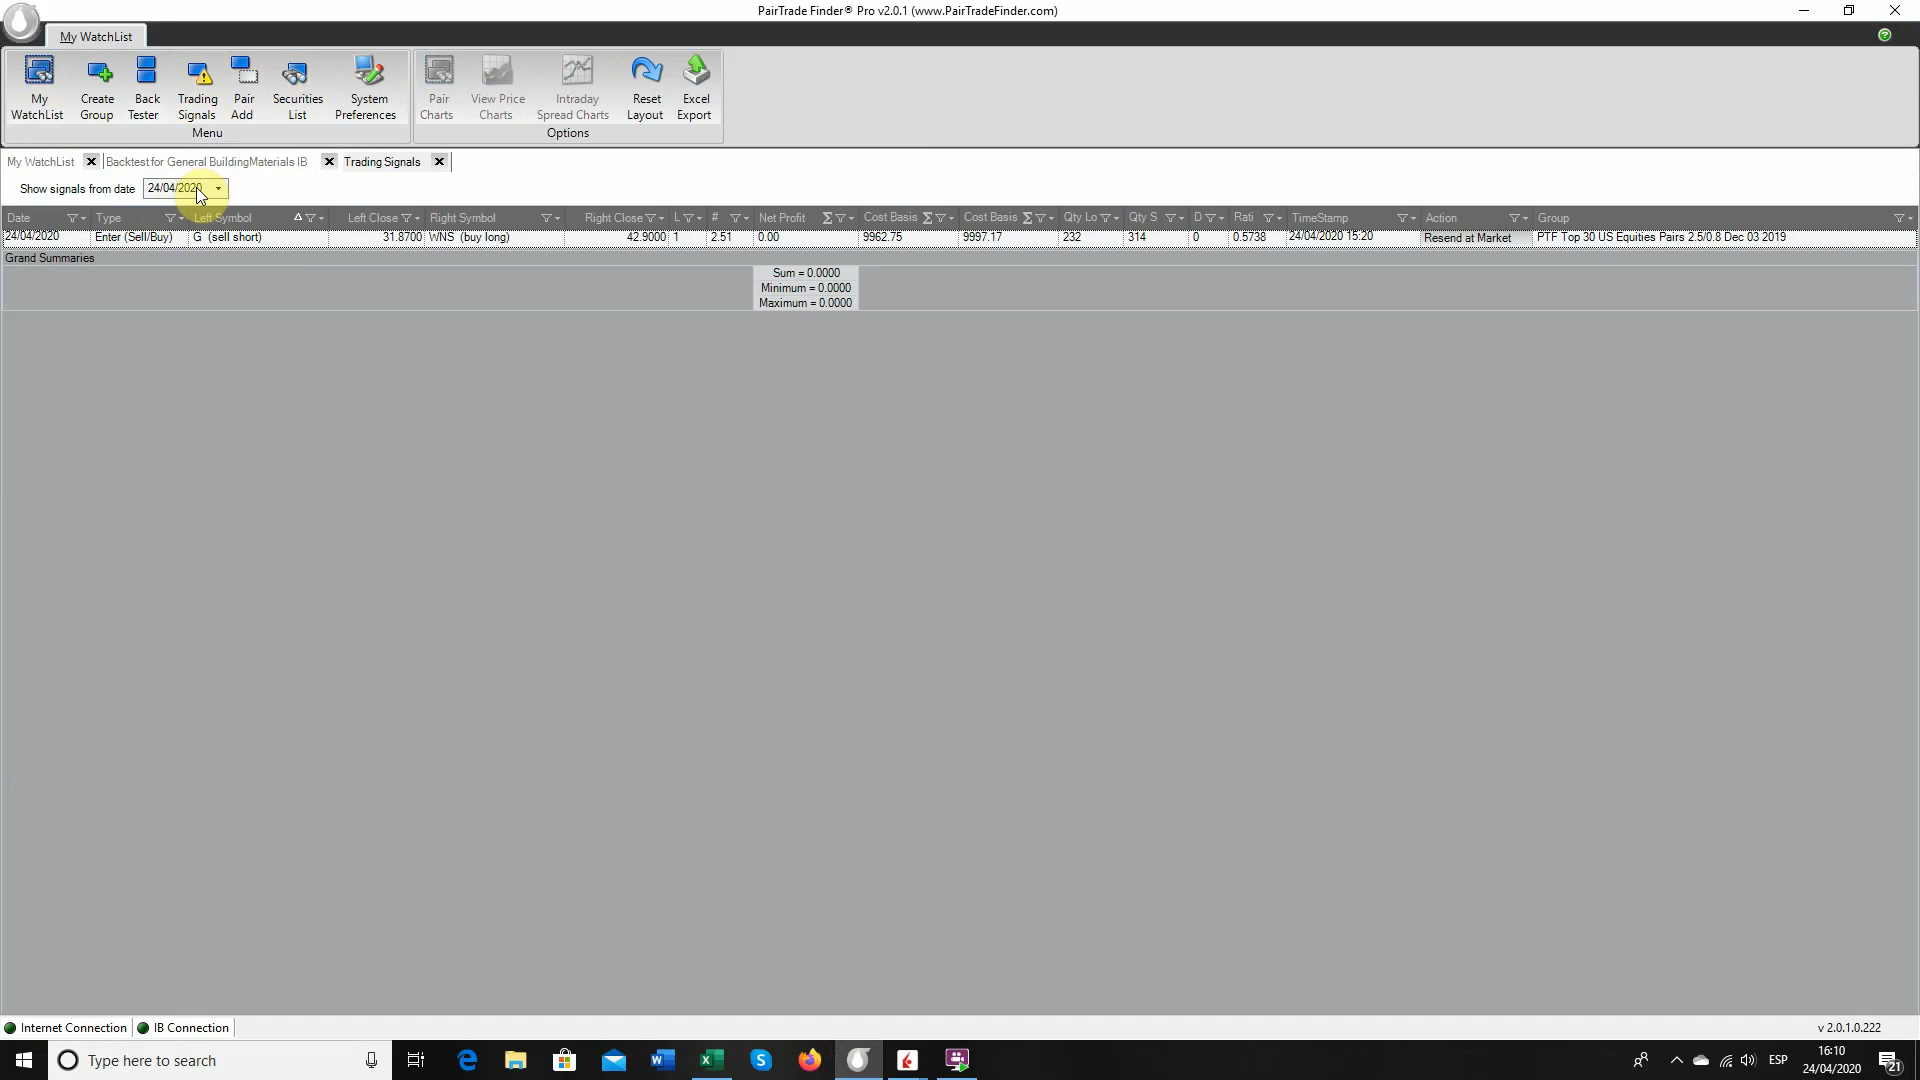 PairTrade Finder® Pro v2.0.1 (www.PairTradeFinder.com)
My WatchList
My WatchList
Create Group
Back Tester
Trading Signals
Pair Add
Securities List
System Preferences
Menu
Pair Charts
View Price Charts
Intraday Spread Charts
Reset Layout
Excel Export
Options
My WatchList Backtest for General BuildingMaterials IB Trading Signals
Show signals from date 24/04/2020
Date Type Left Symbol Left Close Right Symbol Right Close L # Net Profit Cost Basis Cost Basis Qty Lo Qty S D Rati TimeStamp Action Group
24/04/2020 Enter (Sell/Buy) G (sell short) 31.8700 WNS (buy long) 42.9000 1 2.51 0.00 9962.75 9997.17 232 314 0 0.5738 24/04/2020 15:20 Resend at Market PTF Top 30 US Equities Pairs 2.5/0.8 Dec 03 2019
Grand Summaries
Sum = 0.0000
Minimum = 0.0000
Maximum = 0.0000
Internet Connection IB Connection v 2.0.1.0.222
Type here to search ESP 16:10
24/04/2020 21